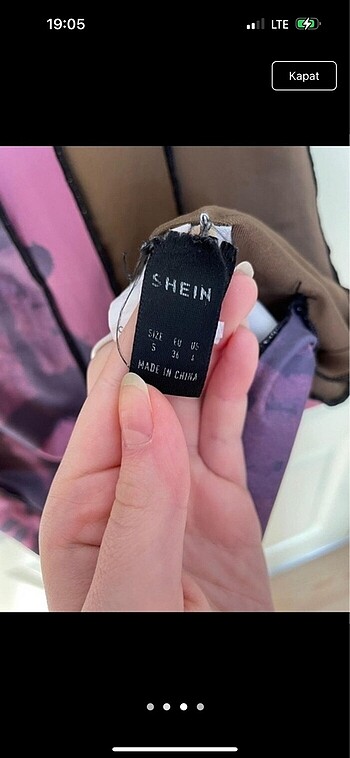 19:05
LTE
Kapat
SHEIN
SIZE EU US
S 36 4
MADE IN CHINA